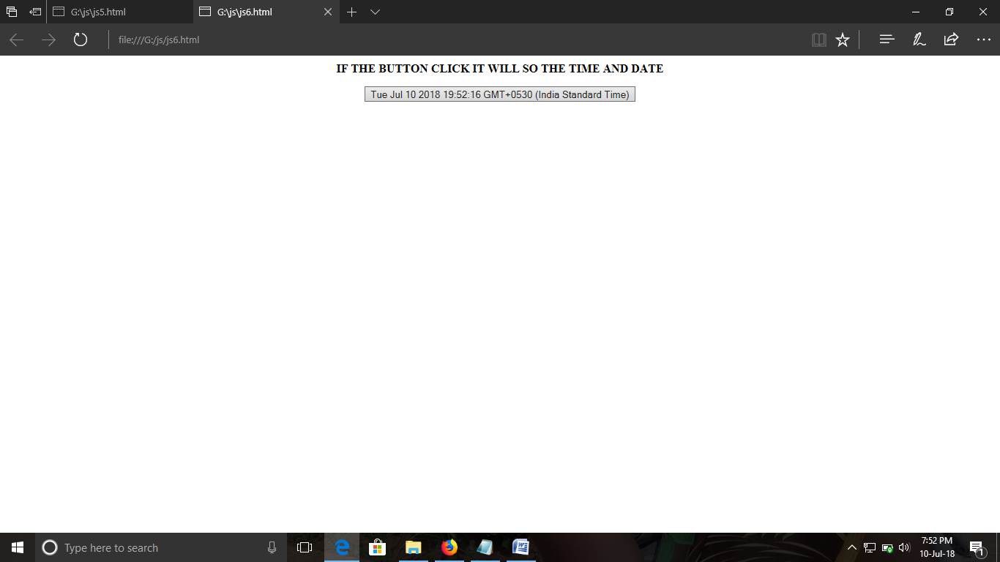 G:\js\js5.html
G:\js\js6.html
file:///G:/js/js6.html
IF THE BUTTON CLICK IT WILL SO THE TIME AND DATE
Tue Jul 10 2018 19:52:16 GMT+0530 (India Standard Time)
Type here to search
7:52 PM
10-Jul-18
1